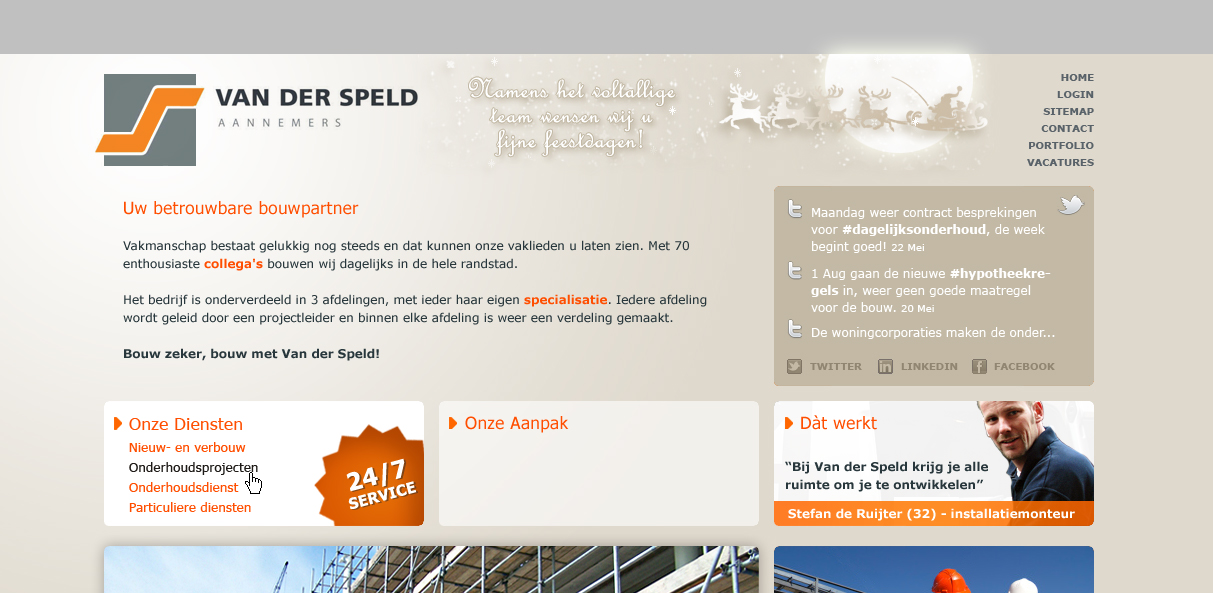 VAN DER SPELD
AANNEMERS
Namens het voltallige
team wensen wij u
fijne feestdagen!
HOME
LOGIN
SITEMAP
CONTACT
PORTFOLIO
VACATURES
Uw betrouwbare bouwpartner
Vakmanschap bestaat gelukkig nog steeds en dat kunnen onze vaklieden u laten zien. Met 70
enthousiaste collega's bouwen wij dagelijks in de hele randstad.
Het bedrijf is onderverdeeld in 3 afdelingen, met ieder haar eigen specialisatie. Iedere afdeling
wordt geleid door een projectleider en binnen elke afdeling is weer een verdeling gemaakt.
Bouw zeker, bouw met Van der Speld!
Maandag weer contract besprekingen
voor #dagelijksonderhoud, de week
begint goed! 22 Mei
1 Aug gaan de nieuwe #hypotheekre-
gels in, weer geen goede maatregel
voor de bouw. 20 Mei
De woningcorporaties maken de onder...
TWITTER LINKEDIN FACEBOOK
Onze Diensten
Nieuw- en verbouw
Onderhoudsprojecten
Onderhoudsdienst
Particuliere diensten
24/7
SERVICE
Onze Aanpak
Dàt werkt
“Bij Van der Speld krijg je alle
ruimte om je te ontwikkelen”
Stefan de Ruijter (32) - installatiemonteur